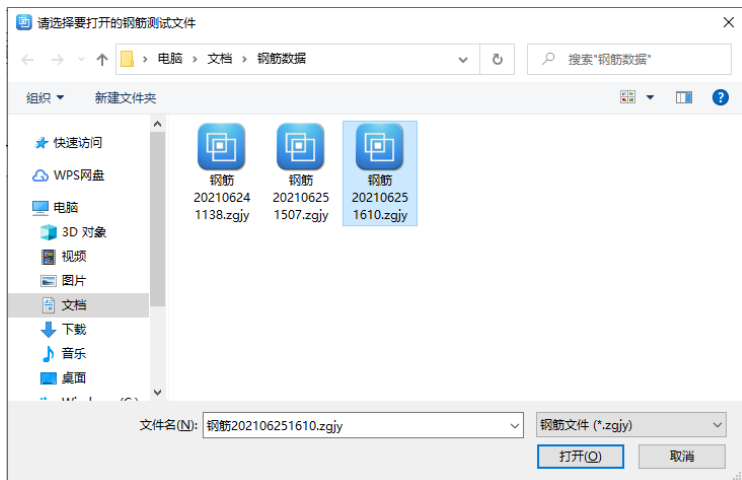 请选择要打开的钢筋测试文件
电脑 › 文档 › 钢筋数据
搜索"钢筋数据"
组织
新建文件夹
快速访问
WPS网盘
电脑
3D 对象
视频
图片
文档
下载
音乐
桌面
钢筋
20210624
1138.zgjy
钢筋
20210625
1507.zgjy
钢筋
20210625
1610.zgjy
文件名(N):
钢筋202106251610.zgjy
钢筋文件 (*.zgjy)
打开(O)
取消